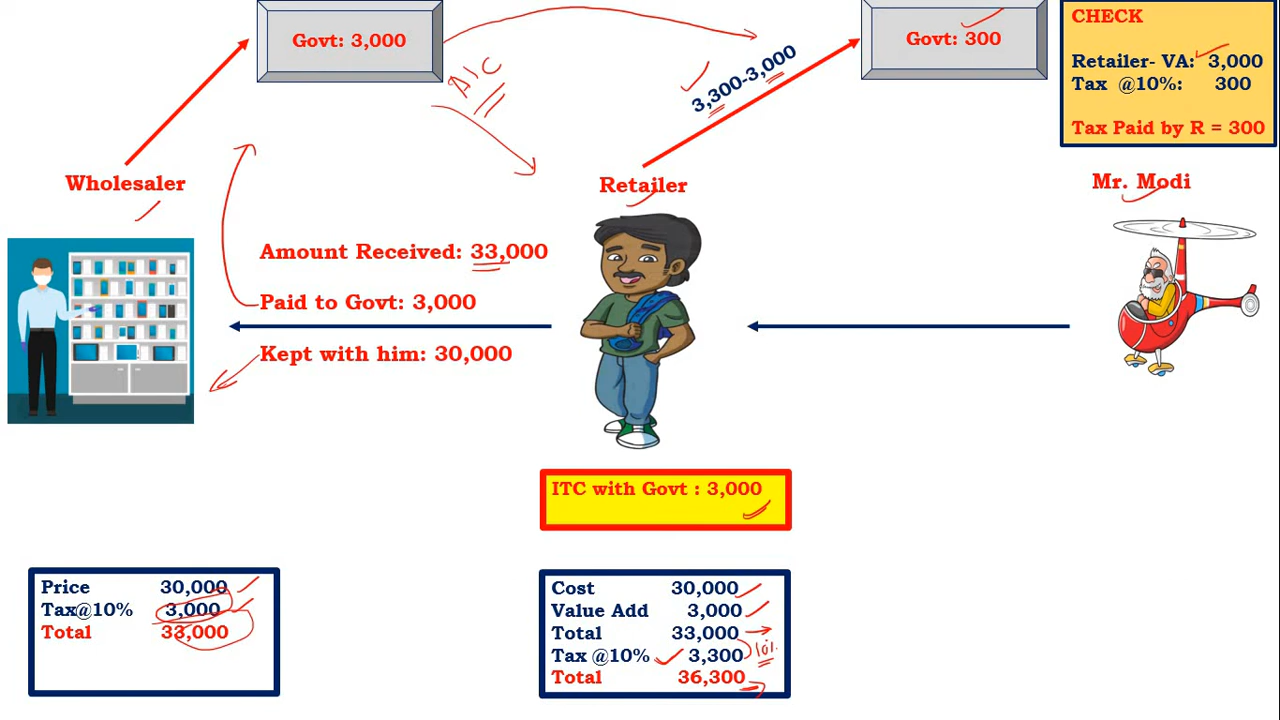 Govt: 3,000
A/C
3,300-3,000
Govt: 300
CHECK
Retailer- VA: 3,000
Tax @10%: 300
Tax Paid by R = 300
Wholesaler
Retailer
Mr. Modi
Amount Received: 33,000
Paid to Govt: 3,000
Kept with him: 30,000
ITC with Govt : 3,000
Price 30,000
Tax@10% 3,000
Total 33,000
Cost 30,000
Value Add 3,000
Total 33,000
Tax @10% 3,300 10%
Total 36,300